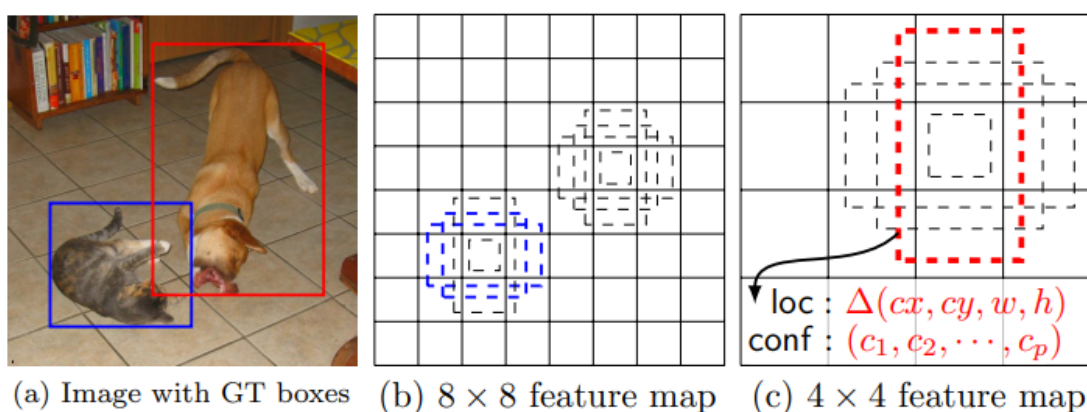 loc : Δ(cx, cy, w, h)
conf : (c₁, c₂, ⋯, cₚ)
(a) Image with GT boxes
(b) 8 × 8 feature map
(c) 4 × 4 feature map